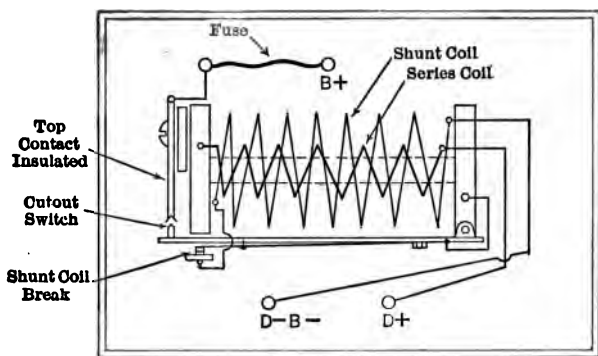 Fuse
B+
Shunt Coil
Series Coil
Top
Contact
Insulated
Cutout
Switch
Shunt Coil
Break
D- B-
D+